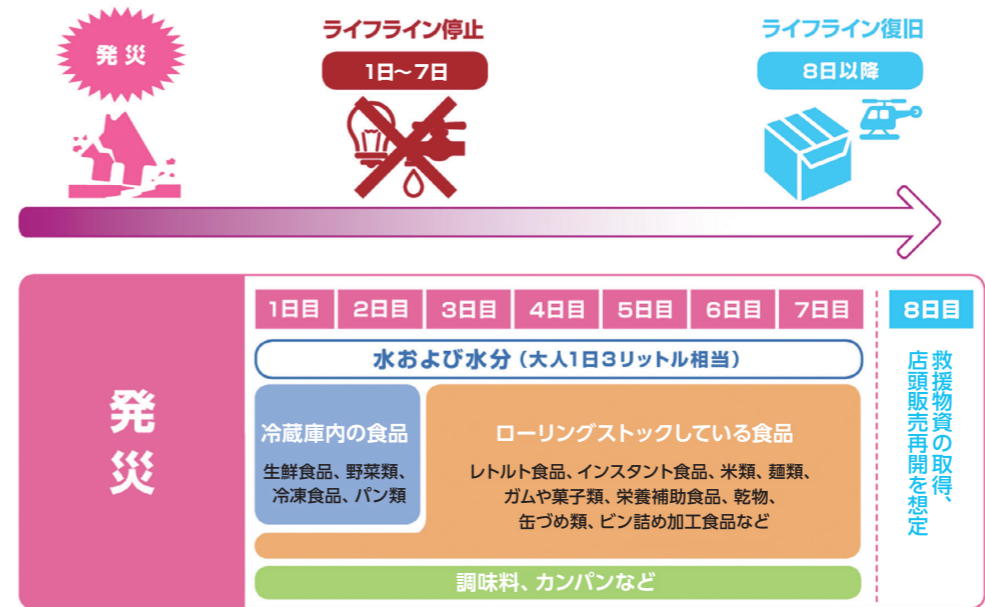 発災
ライフライン停止
1日～7日
ライフライン復旧
8日以降
発災
1日目
2日目
3日目
4日目
5日目
6日目
7日目
8日目
水および水分（大人1日3リットル相当）
冷蔵庫内の食品
生鮮食品、野菜類、
冷凍食品、パン類
ローリングストックしている食品
レトルト食品、インスタント食品、米類、麺類、
ガムや菓子類、栄養補助食品、乾物、
缶づめ類、ビン詰め加工食品など
調味料、カンパンなど
救援物資の取得、
店頭販売再開を想定